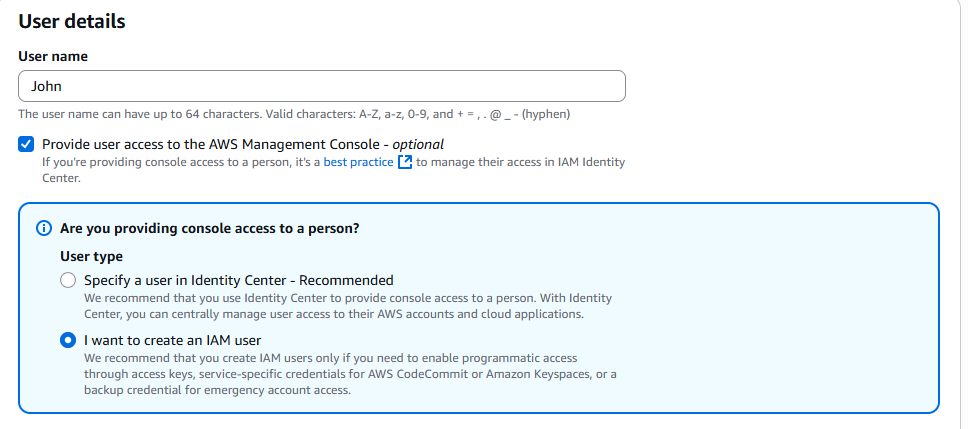 User details
User name
John
The user name can have up to 64 characters. Valid characters: A-Z, a-z, 0-9, and + = , . @ _ - (hyphen)
Provide user access to the AWS Management Console - optional
If you're providing console access to a person, it's a best practice to manage their access in IAM Identity
Center.
Are you providing console access to a person?
User type
Specify a user in Identity Center - Recommended
We recommend that you use Identity Center to provide console access to a person. With Identity
Center, you can centrally manage user access to their AWS accounts and cloud applications.
I want to create an IAM user
We recommend that you create IAM users only if you need to enable programmatic access
through access keys, service-specific credentials for AWS CodeCommit or Amazon Keyspaces, or a
backup credential for emergency account access.